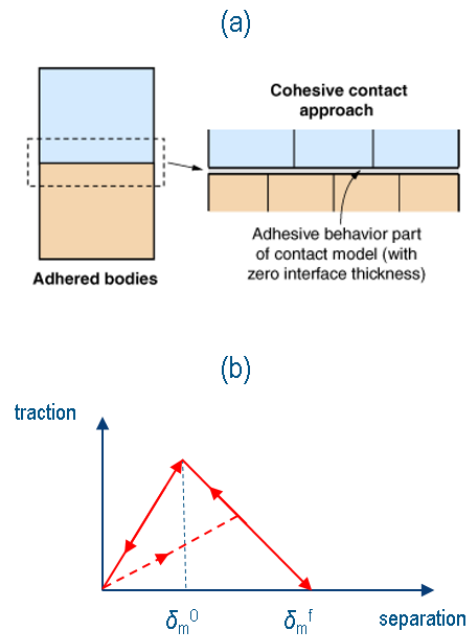 (a)
Cohesive contact
approach
Adhesive behavior part
of contact model (with
zero interface thickness)
Adhered bodies
(b)
traction
δₘ⁰
δₘᶠ
separation